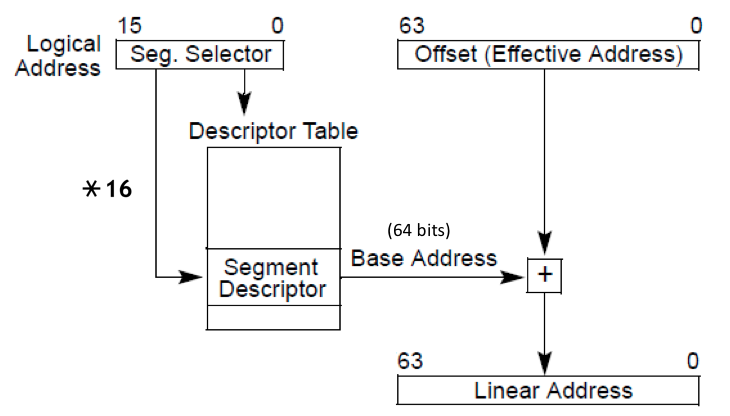 15 0
63 0
Logical
Address
Seg. Selector
Offset (Effective Address)
Descriptor Table
*16
(64 bits)
Base Address
Segment
Descriptor
+
63 0
Linear Address